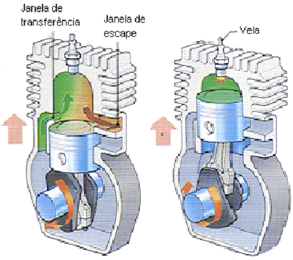 Janela de
transferência
Janela de
escape
Vela